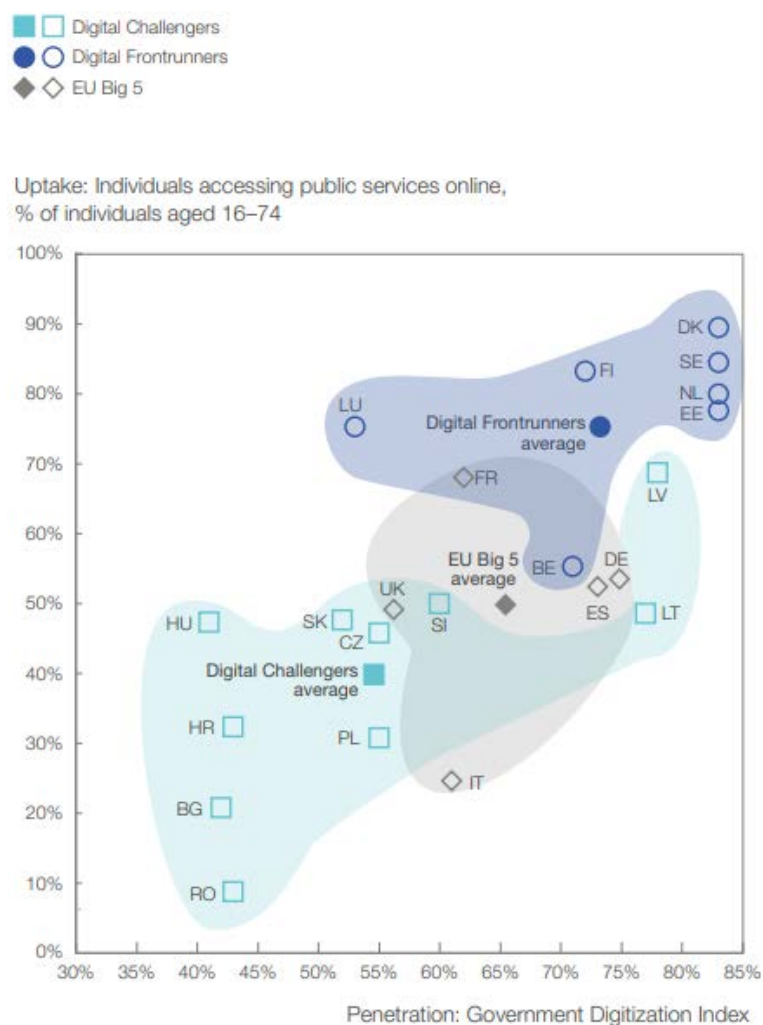 Digital Challengers
Digital Frontrunners
EU Big 5
Uptake: Individuals accessing public services online,
% of individuals aged 16–74
100%
90%
DK
SE
80%
FI
NL
EE
LU
Digital Frontrunners
average
70%
FR
LV
60%
EU Big 5
average
BE
DE
UK
ES
LT
50%
HU
SK
CZ
SI
40%
Digital Challengers
average
HR
PL
30%
IT
BG
20%
10%
RO
0%
30%
35%
40%
45%
50%
55%
60%
65%
70%
75%
80%
85%
Penetration: Government Digitization Index